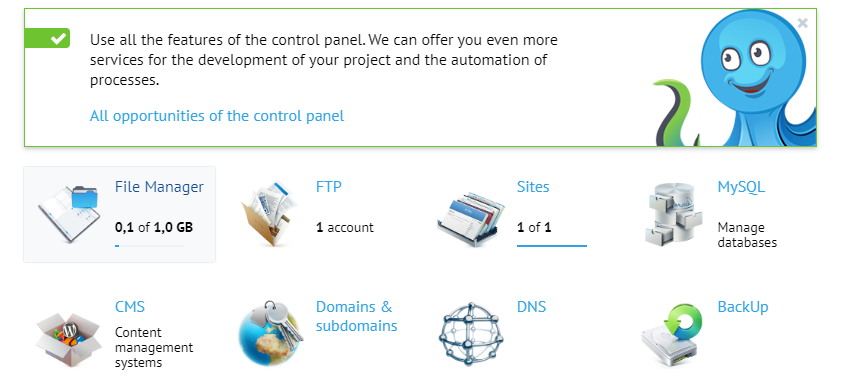 Use all the features of the control panel. We can offer you even more
services for the development of your project and the automation of
processes.
All opportunities of the control panel
File Manager
0,1 of 1,0 GB
FTP
1 account
Sites
1 of 1
MySQL
Manage
databases
CMS
Content
management
systems
Domains &
subdomains
DNS
BackUp